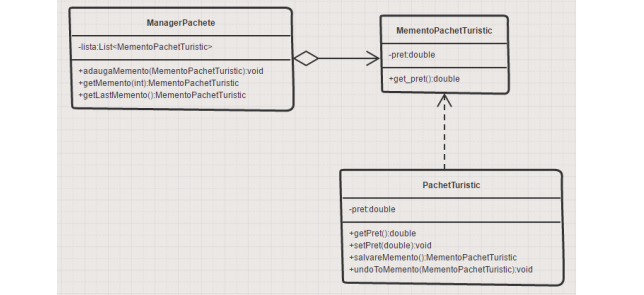 ManagerPachete
-lista:List<MementoPachetTuristic>
+adaugaMemento(MementoPachetTuristic):void
+getMemento(int):MementoPachetTuristic
+getLastMemento():MementoPachetTuristic
MementoPachetTuristic
-pret:double
+get_pret():double
PachetTuristic
-pret:double
+getPret():double
+setPret(double):void
+salvareMemento():MementoPachetTuristic
+undoToMemento(MementoPachetTuristic):void